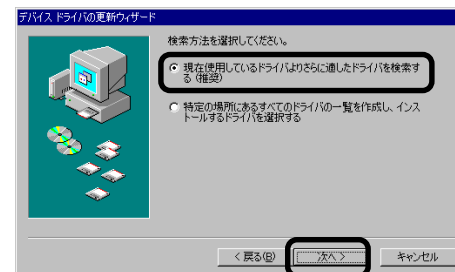 デバイス ドライバの更新ウィザード
検索方法を選択してください。
現在使用しているドライバよりさらに適したドライバを検索す
る (推奨)
特定の場所にあるすべてのドライバの一覧を作成し、インス
トールするドライバを選択する
< 戻る(B)
次へ >
キャンセル